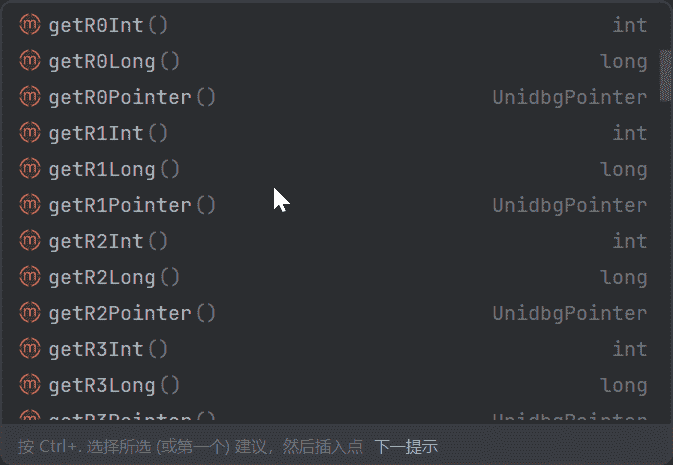 getR0Int() int
getR0Long() long
getR0Pointer() UnidbgPointer
getR1Int() int
getR1Long() long
getR1Pointer() UnidbgPointer
getR2Int() int
getR2Long() long
getR2Pointer() UnidbgPointer
getR3Int() int
getR3Long() long
getR3Pointer() UnidbgPointer
按 Ctrl+. 选择所选 (或第一个) 建议，然后插入点 下一提示